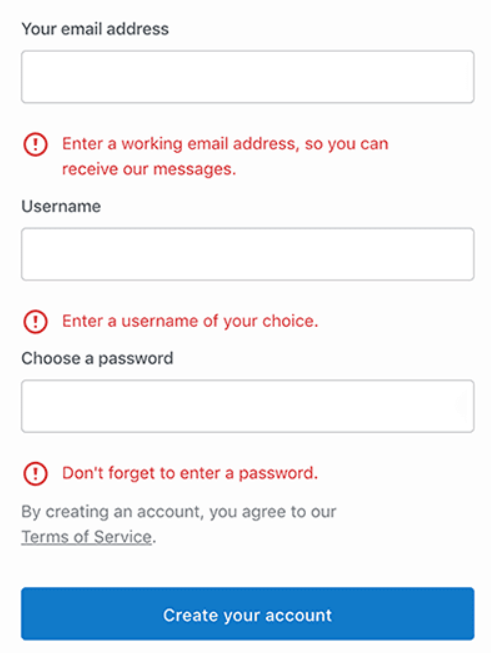 Your email address
Enter a working email address, so you can
receive our messages.
Username
Enter a username of your choice.
Choose a password
Don't forget to enter a password.
By creating an account, you agree to our
Terms of Service.
Create your account